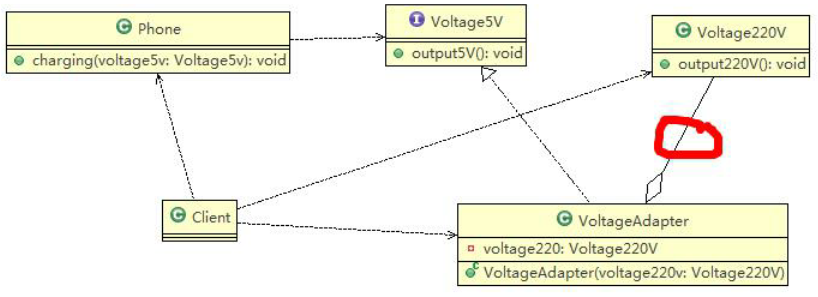 C Phone
charging(voltage5v: Voltage5v): void
I Voltage5V
output5V(): void
C Voltage220V
output220V(): void
C Client
C VoltageAdapter
voltage220: Voltage220V
C VoltageAdapter(voltage220v: Voltage220V)